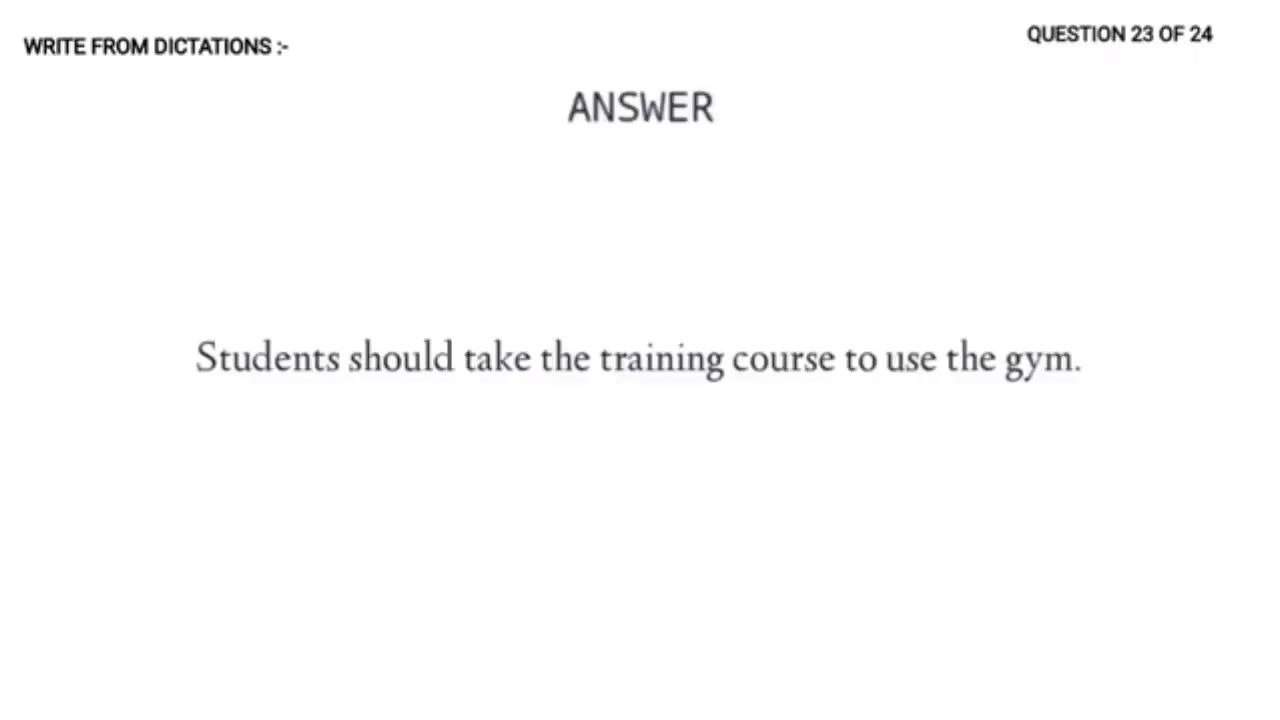 WRITE FROM DICTATIONS :-
QUESTION 23 OF 24
ANSWER
Students should take the training course to use the gym.